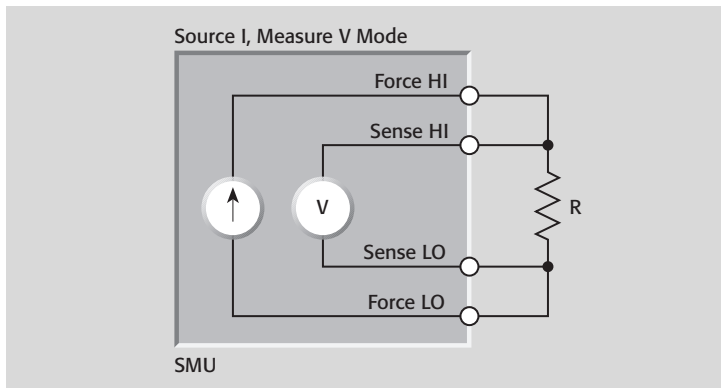 Source I, Measure V Mode
Force HI
Sense HI
V
R
Sense LO
Force LO
SMU